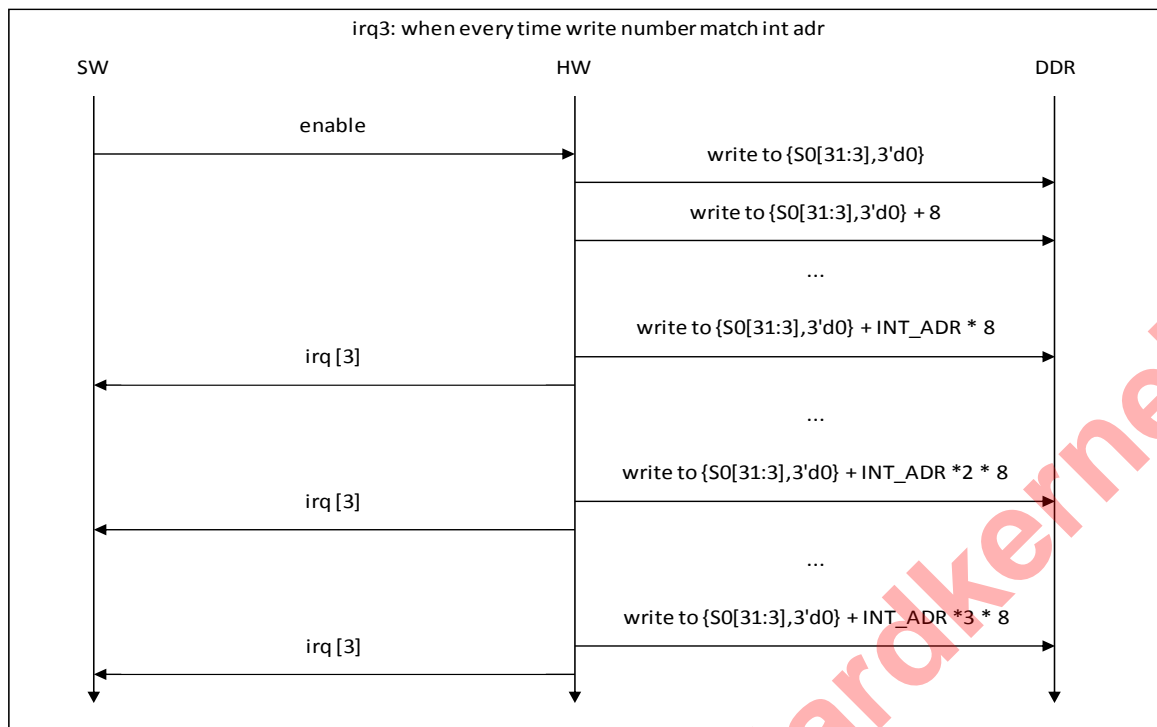 irq3: when every time write number match int adr
SW HW DDR
enable
write to {S0[31:3],3'd0}
write to {S0[31:3],3'd0} + 8
...
write to {S0[31:3],3'd0} + INT_ADR * 8
irq [3]
...
write to {S0[31:3],3'd0} + INT_ADR *2 * 8
irq [3]
...
write to {S0[31:3],3'd0} + INT_ADR *3 * 8
irq [3]
ardkerne